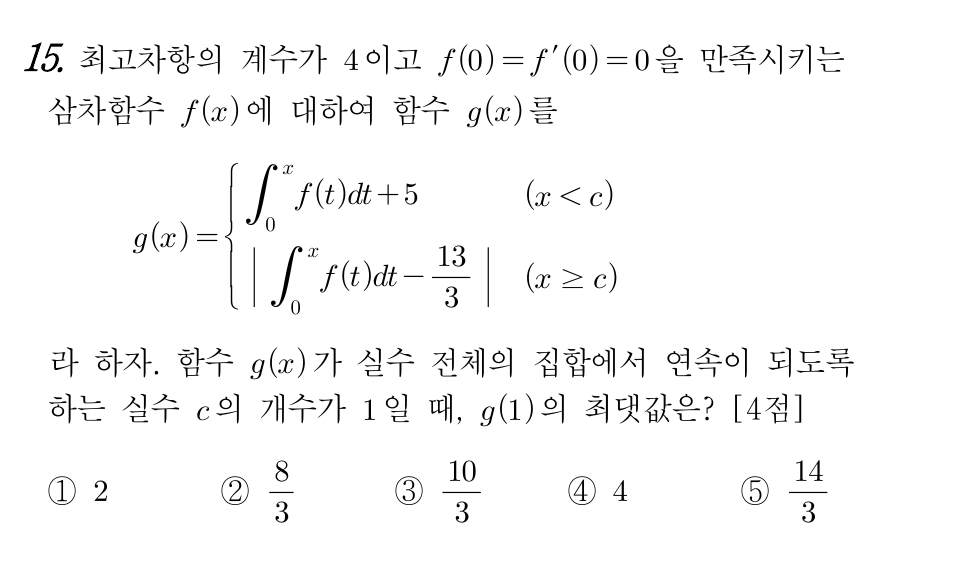 15. 최고차항의 계수가 4이고 f(0)=f′(0)=0을 만족시키는
삼차함수 f(x)에 대하여 함수 g(x)를
g(x)={ ∫₀ˣ f(t)dt+5 (x<c)
| ∫₀ˣ f(t)dt−13/3 | (x≥c)
라 하자. 함수 g(x)가 실수 전체의 집합에서 연속이 되도록
하는 실수 c의 개수가 1일 때, g(1)의 최댓값은? [4점]
① 2 ② 8/3 ③ 10/3 ④ 4 ⑤ 14/3